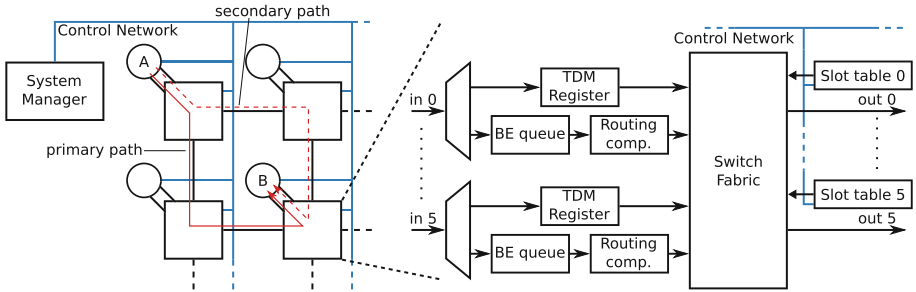 secondary path
Control Network
A
System
Manager
primary path
B
in 0
TDM
Register
BE queue
Routing
comp.
in 5
TDM
Register
BE queue
Routing
comp.
Control Network
Switch
Fabric
Slot table 0
out 0
Slot table 5
out 5